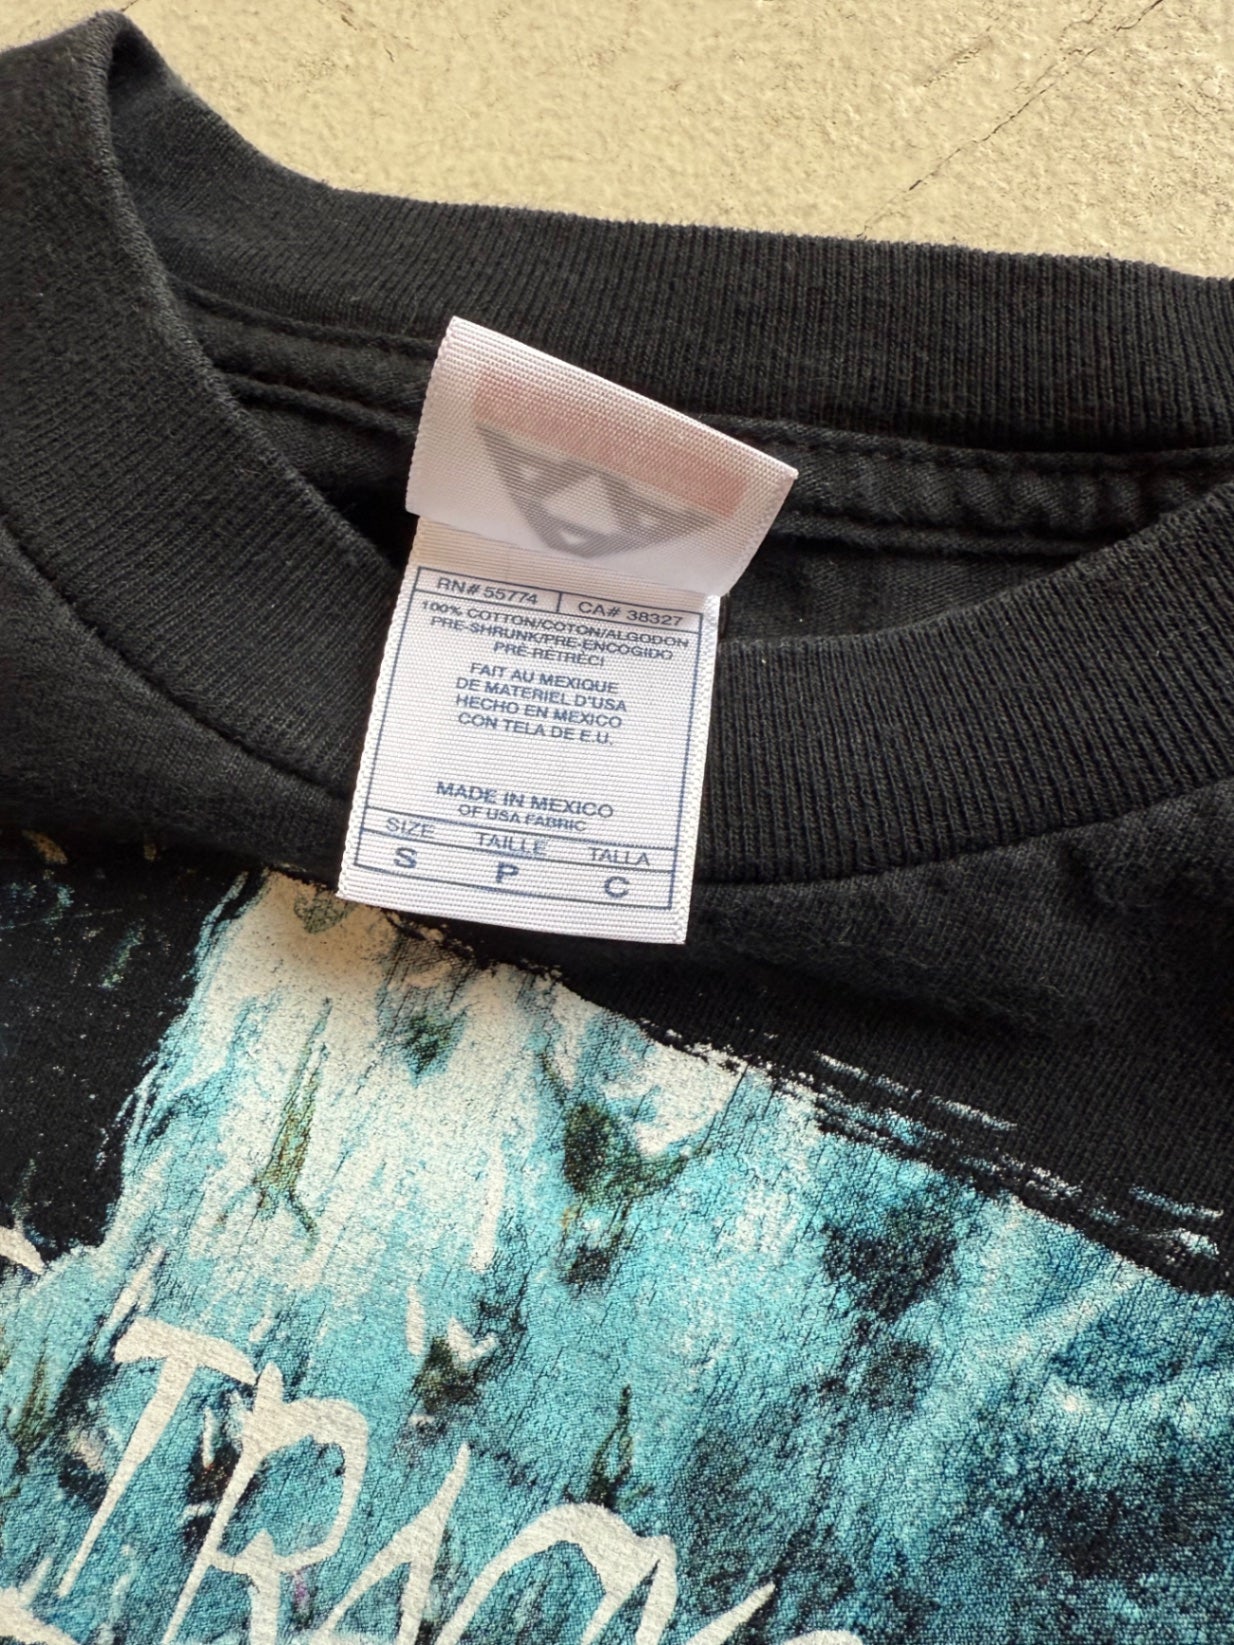 RN# 55774 CA# 38327
100% COTTON/COTON/ALGODON
PRE-SHRUNK/PRE-ENCOGIDO
PRÉ-RÉTRÉCI
FAIT AU MEXIQUE
DE MATERIEL D'USA
HECHO EN MEXICO
CON TELA DE E.U.
MADE IN MEXICO
OF USA FABRIC
SIZE TAILLE TALLA
S P C